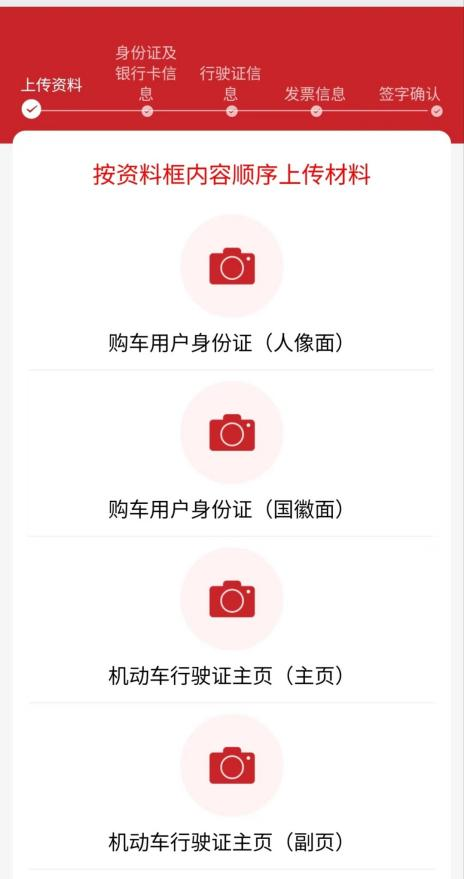 上传资料
身份证及
银行卡信
息
行驶证信
息
发票信息
签字确认
按资料框内容顺序上传材料
购车用户身份证（人像面）
购车用户身份证（国徽面）
机动车行驶证主页（主页）
机动车行驶证主页（副页）